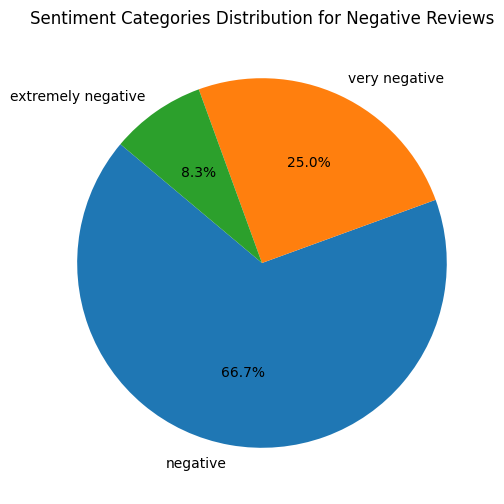 Sentiment Categories Distribution for Negative Reviews
very negative
extremely negative
25.0%
8.3%
66.7%
negative